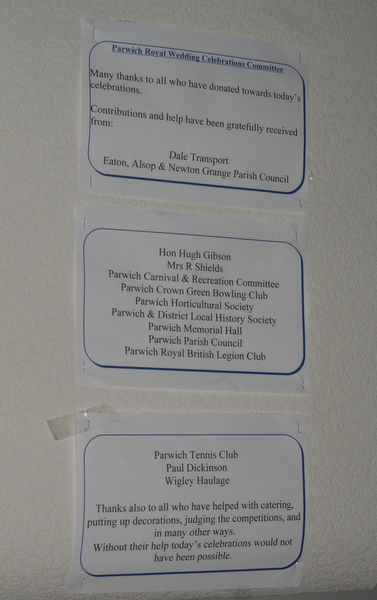 Parwich Royal Wedding Celebrations Committee
Many thanks to all who have donated towards today's
celebrations.
Contributions and help have been gratefully received
from:
Dale Transport
Eaton, Alsop & Newton Grange Parish Council
Hon Hugh Gibson
Mrs R Shields
Parwich Carnival & Recreation Committee
Parwich Crown Green Bowling Club
Parwich Horticultural Society
Parwich & District Local History Society
Parwich Memorial Hall
Parwich Parish Council
Parwich Royal British Legion Club
Parwich Tennis Club
Paul Dickinson
Wigley Haulage
Thanks also to all who have helped with catering,
putting up decorations, judging the competitions, and
in many other ways.
Without their help today's celebrations would not
have been possible.